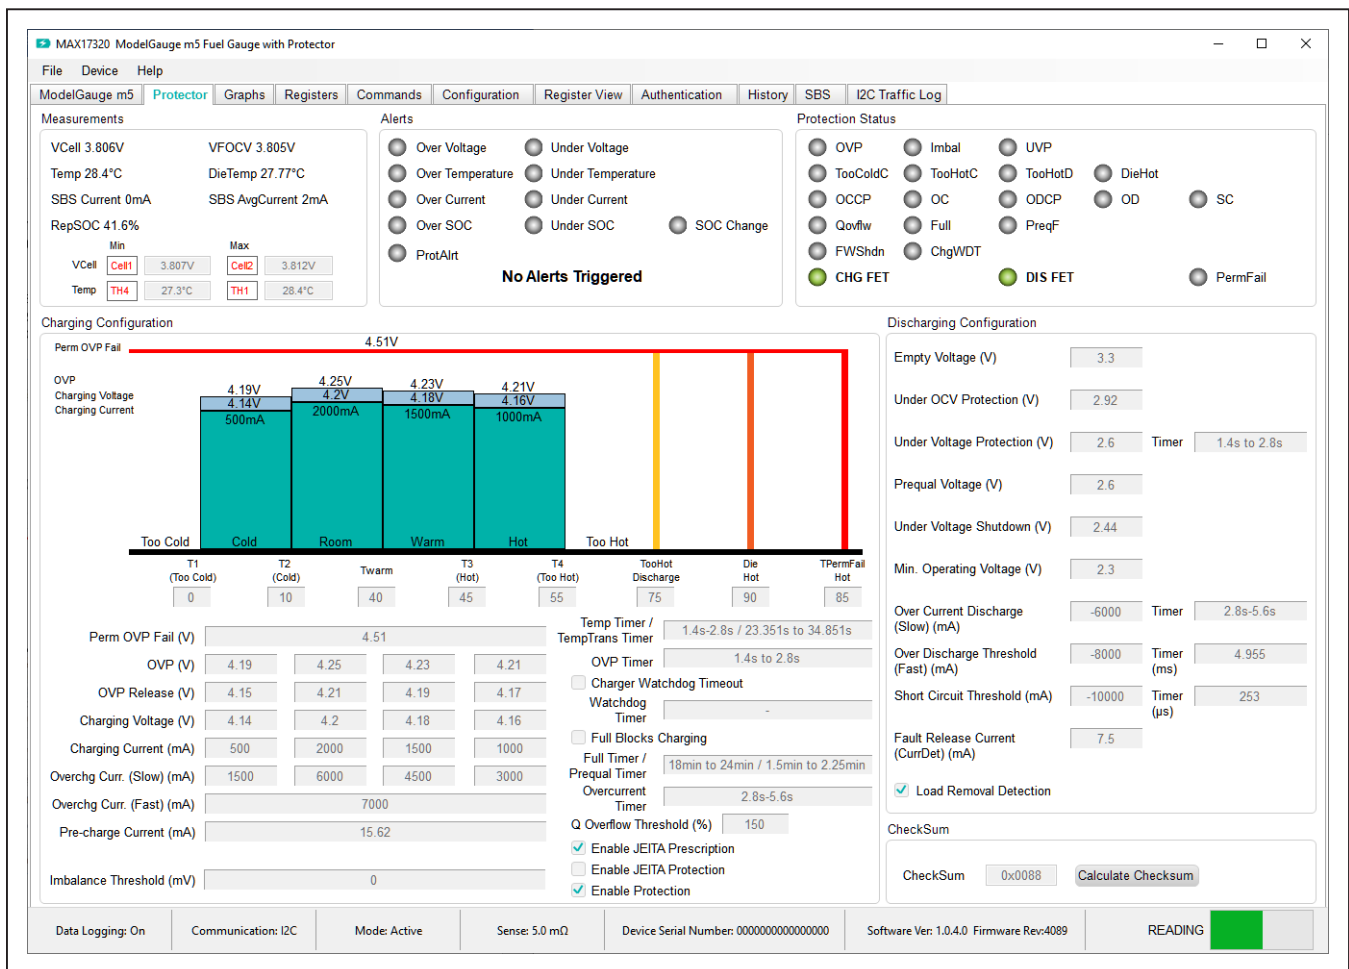 MAX17320 ModelGauge m5 Fuel Gauge with Protector
File Device Help
ModelGauge m5 Protector Graphs Registers Commands Configuration Register View Authentication History SBS I2C Traffic Log
Measurements
VCell 3.806V VFOCV 3.805V
Temp 28.4°C DieTemp 27.77°C
SBS Current 0mA SBS AvgCurrent 2mA
RepSOC 41.6%
Min Max
VCell Cell1 3.807V Cell2 3.812V
Temp TH4 27.3°C TH1 28.4°C
Alerts
Over Voltage Under Voltage
Over Temperature Under Temperature
Over Current Under Current
Over SOC Under SOC SOC Change
ProtAlrt
No Alerts Triggered
Protection Status
OVP Imbal UVP
TooColdC TooHotC TooHotD DieHot
OCCP OC ODCP OD SC
Qovflw Full PreqF
FWShdn ChgWDT
CHG FET DIS FET PermFail
Charging Configuration
Perm OVP Fail 4.51V
OVP 4.19V 4.25V 4.23V 4.21V
Charging Voltage 4.14V 4.2V 4.18V 4.16V
Charging Current 500mA 2000mA 1500mA 1000mA
Too Cold Cold Room Warm Hot Too Hot
T1 T2 Twarm T3 T4 TooHot Die TPermFail
(Too Cold) (Cold) (Hot) (Too Hot) Discharge Hot Hot
0 10 40 45 55 75 90 85
Perm OVP Fail (V) 4.51
OVP (V) 4.19 4.25 4.23 4.21
OVP Release (V) 4.15 4.21 4.19 4.17
Charging Voltage (V) 4.14 4.2 4.18 4.16
Charging Current (mA) 500 2000 1500 1000
Overchg Curr. (Slow) (mA) 1500 6000 4500 3000
Overchg Curr. (Fast) (mA) 7000
Pre-charge Current (mA) 15.62
Imbalance Threshold (mV) 0
Temp Timer /
TempTrans Timer 1.4s-2.8s / 23.351s to 34.851s
OVP Timer 1.4s to 2.8s
Charger Watchdog Timeout
Watchdog
Timer -
Full Blocks Charging
Full Timer /
Prequal Timer 18min to 24min / 1.5min to 2.25min
Overcurrent
Timer 2.8s-5.6s
Q Overflow Threshold (%) 150
Enable JEITA Prescription
Enable JEITA Protection
Enable Protection
Discharging Configuration
Empty Voltage (V) 3.3
Under OCV Protection (V) 2.92
Under Voltage Protection (V) 2.6 Timer 1.4s to 2.8s
Prequal Voltage (V) 2.6
Under Voltage Shutdown (V) 2.44
Min. Operating Voltage (V) 2.3
Over Current Discharge
(Slow) (mA) -6000 Timer 2.8s-5.6s
Over Discharge Threshold
(Fast) (mA) -8000 Timer (ms) 4.955
Short Circuit Threshold (mA) -10000 Timer (µs) 253
Fault Release Current
(CurrDet) (mA) 7.5
Load Removal Detection
CheckSum
CheckSum 0x0088 Calculate Checksum
Data Logging: On Communication: I2C Mode: Active Sense: 5.0 mΩ Device Serial Number: 0000000000000000 Software Ver: 1.0.4.0 Firmware Rev:4089 READING